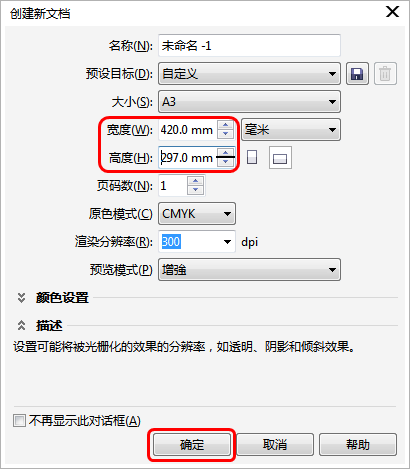 创建新文档
名称(N): 未命名 -1
预设目标(D): 自定义
大小(S): A3
宽度(W): 420.0 mm 毫米
高度(H): 297.0 mm
页码数(N): 1
原色模式(C) CMYK
渲染分辨率(R): 300 dpi
预览模式(P) 增強
颜色设置
描述
设置可能将被光栅化的效果的分辨率，如透明、阴影和倾斜效果。
不再显示此对话框(A)
确定 取消 帮助